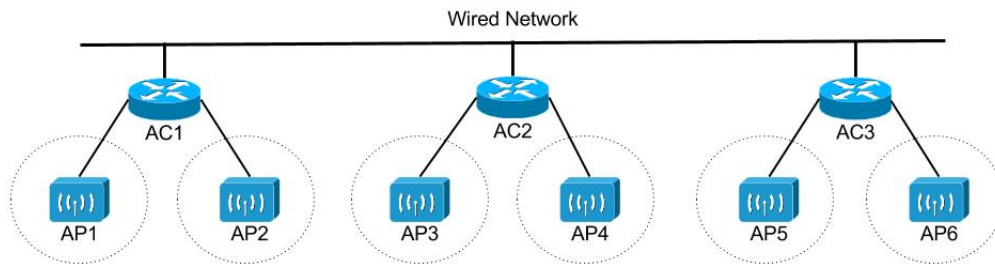 Wired Network
AC1
AC2
AC3
AP1
AP2
AP3
AP4
AP5
AP6